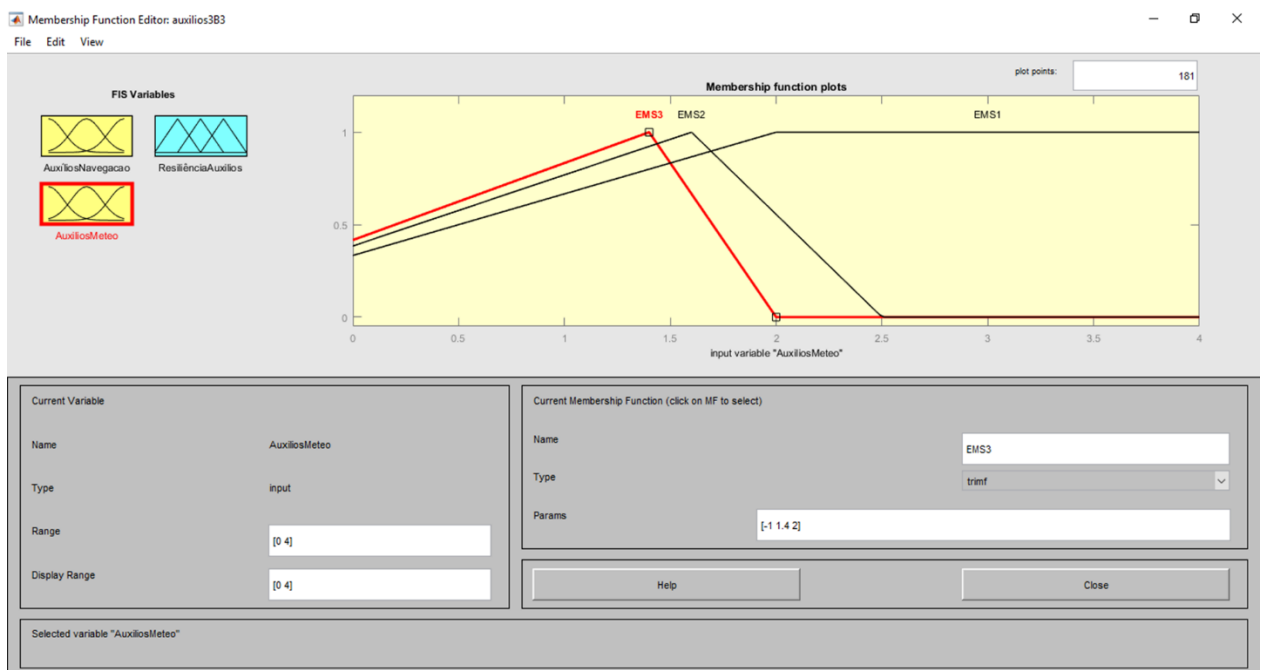 Membership Function Editor: auxilios3B3
File Edit View
FIS Variables
AuxíliosNavegacao ResiliênciaAuxilios
AuxiliosMeteo
plot points: 181
Membership function plots
EMS3 EMS2 EMS1
1
0.5
0
0 0.5 1 1.5 2 2.5 3 3.5 4
input variable "AuxiliosMeteo"
Current Variable
Name AuxiliosMeteo
Type input
Range [0 4]
Display Range [0 4]
Current Membership Function (click on MF to select)
Name EMS3
Type trimf
Params [-1 1.4 2]
Help Close
Selected variable "AuxiliosMeteo"